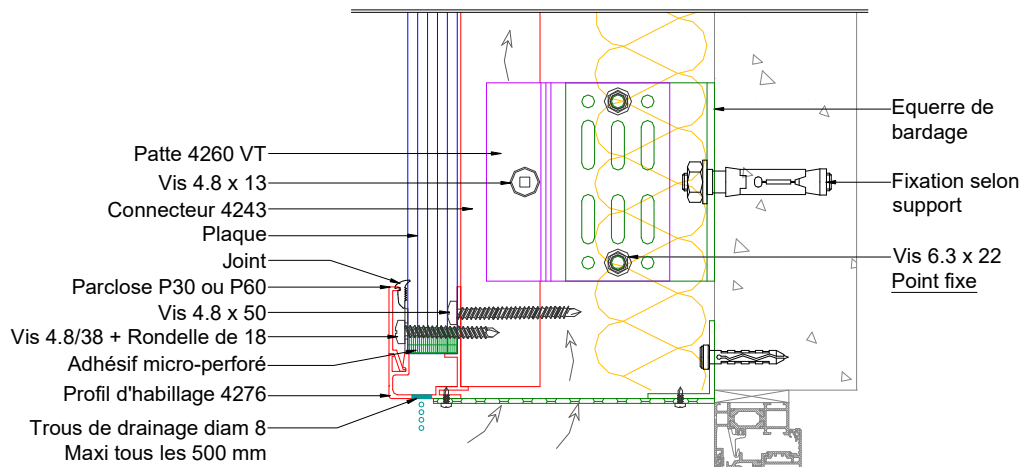 Patte 4260 VT
Vis 4.8 x 13
Connecteur 4243
Plaque
Joint
Parclose P30 ou P60
Vis 4.8 x 50
Vis 4.8/38 + Rondelle de 18
Adhésif micro-perforé
Profil d'habillage 4276
Trous de drainage diam 8
Maxi tous les 500 mm
Equerre de
bardage
Fixation selon
support
Vis 6.3 x 22
Point fixe